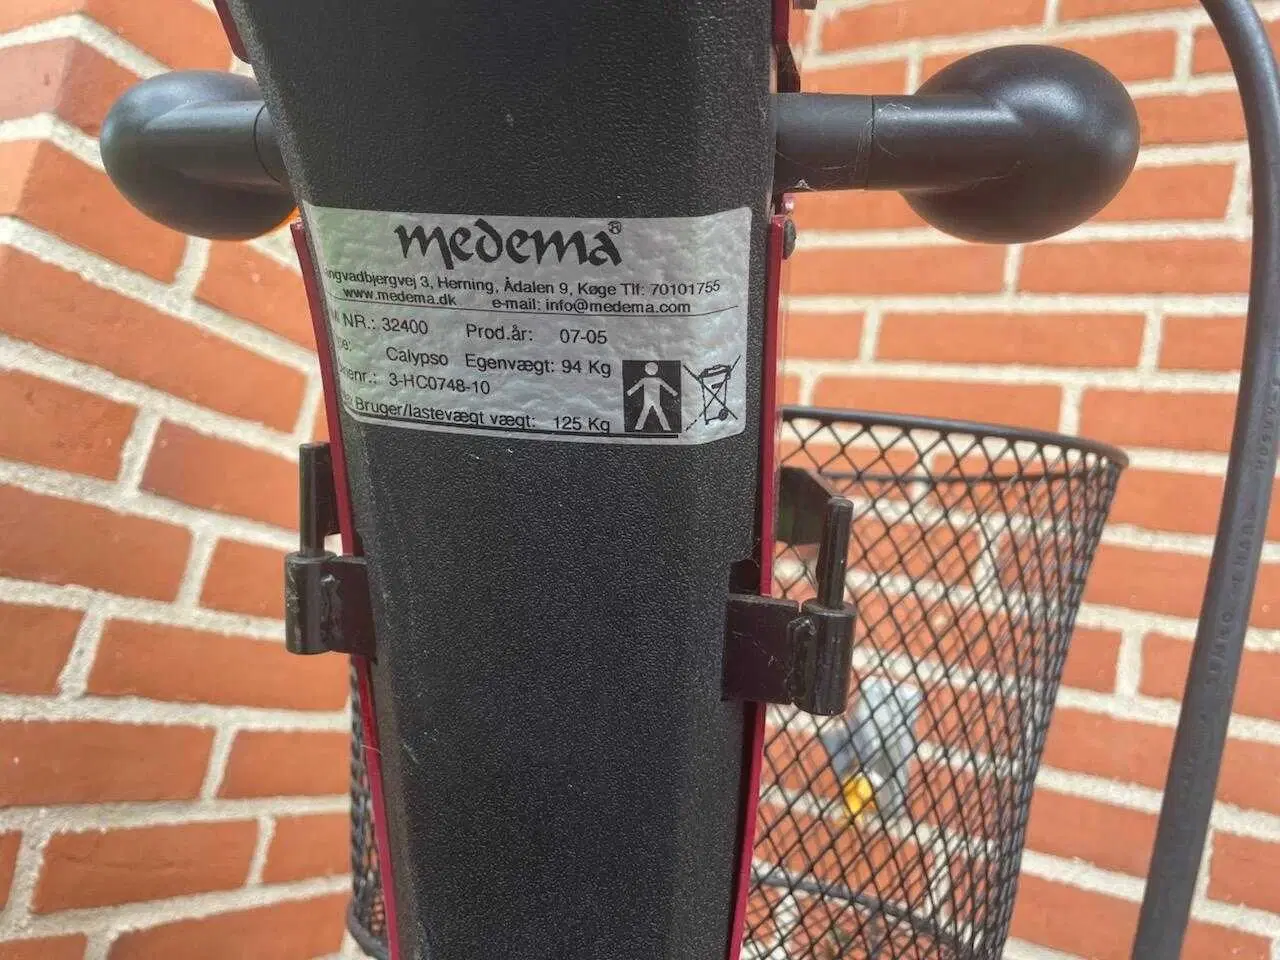 medema®
ngvadbjergvej 3, Herning, Ådalen 9, Køge Tlf: 70101755
www.medema.dk e-mail: info@medema.com
NR.: 32400 Prod.år: 07-05
Calypso Egenvægt: 94 Kg
nenr.: 3-HC0748-10
Bruger/lastevægt vægt: 125 Kg